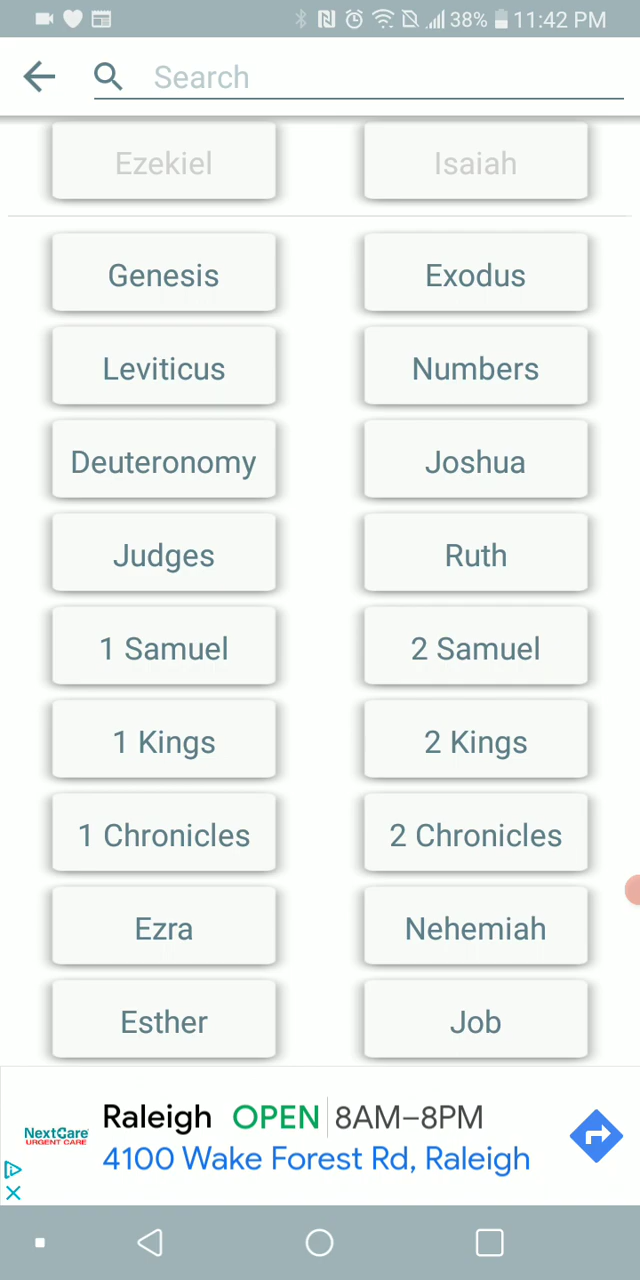 38% 11:42 PM
Search
Ezekiel Isaiah
Genesis Exodus
Leviticus Numbers
Deuteronomy Joshua
Judges Ruth
1 Samuel 2 Samuel
1 Kings 2 Kings
1 Chronicles 2 Chronicles
Ezra Nehemiah
Esther Job
NextCare
URGENT CARE
Raleigh OPEN 8AM–8PM
4100 Wake Forest Rd, Raleigh